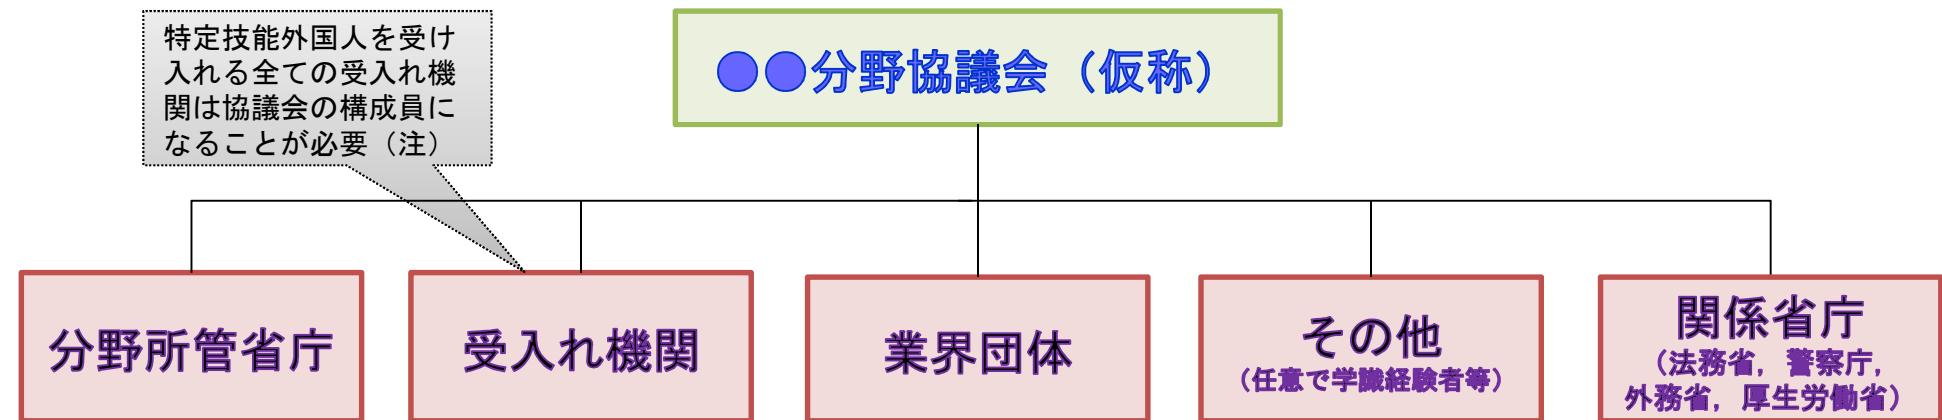 特定技能外国人を受け
入れる全ての受入れ機
関は協議会の構成員に
なることが必要（注）
●●分野協議会（仮称）
分野所管省庁
受入れ機関
業界団体
その他
（任意で学識経験者等）
関係省庁
（法務省，警察庁，
外務省，厚生労働省）